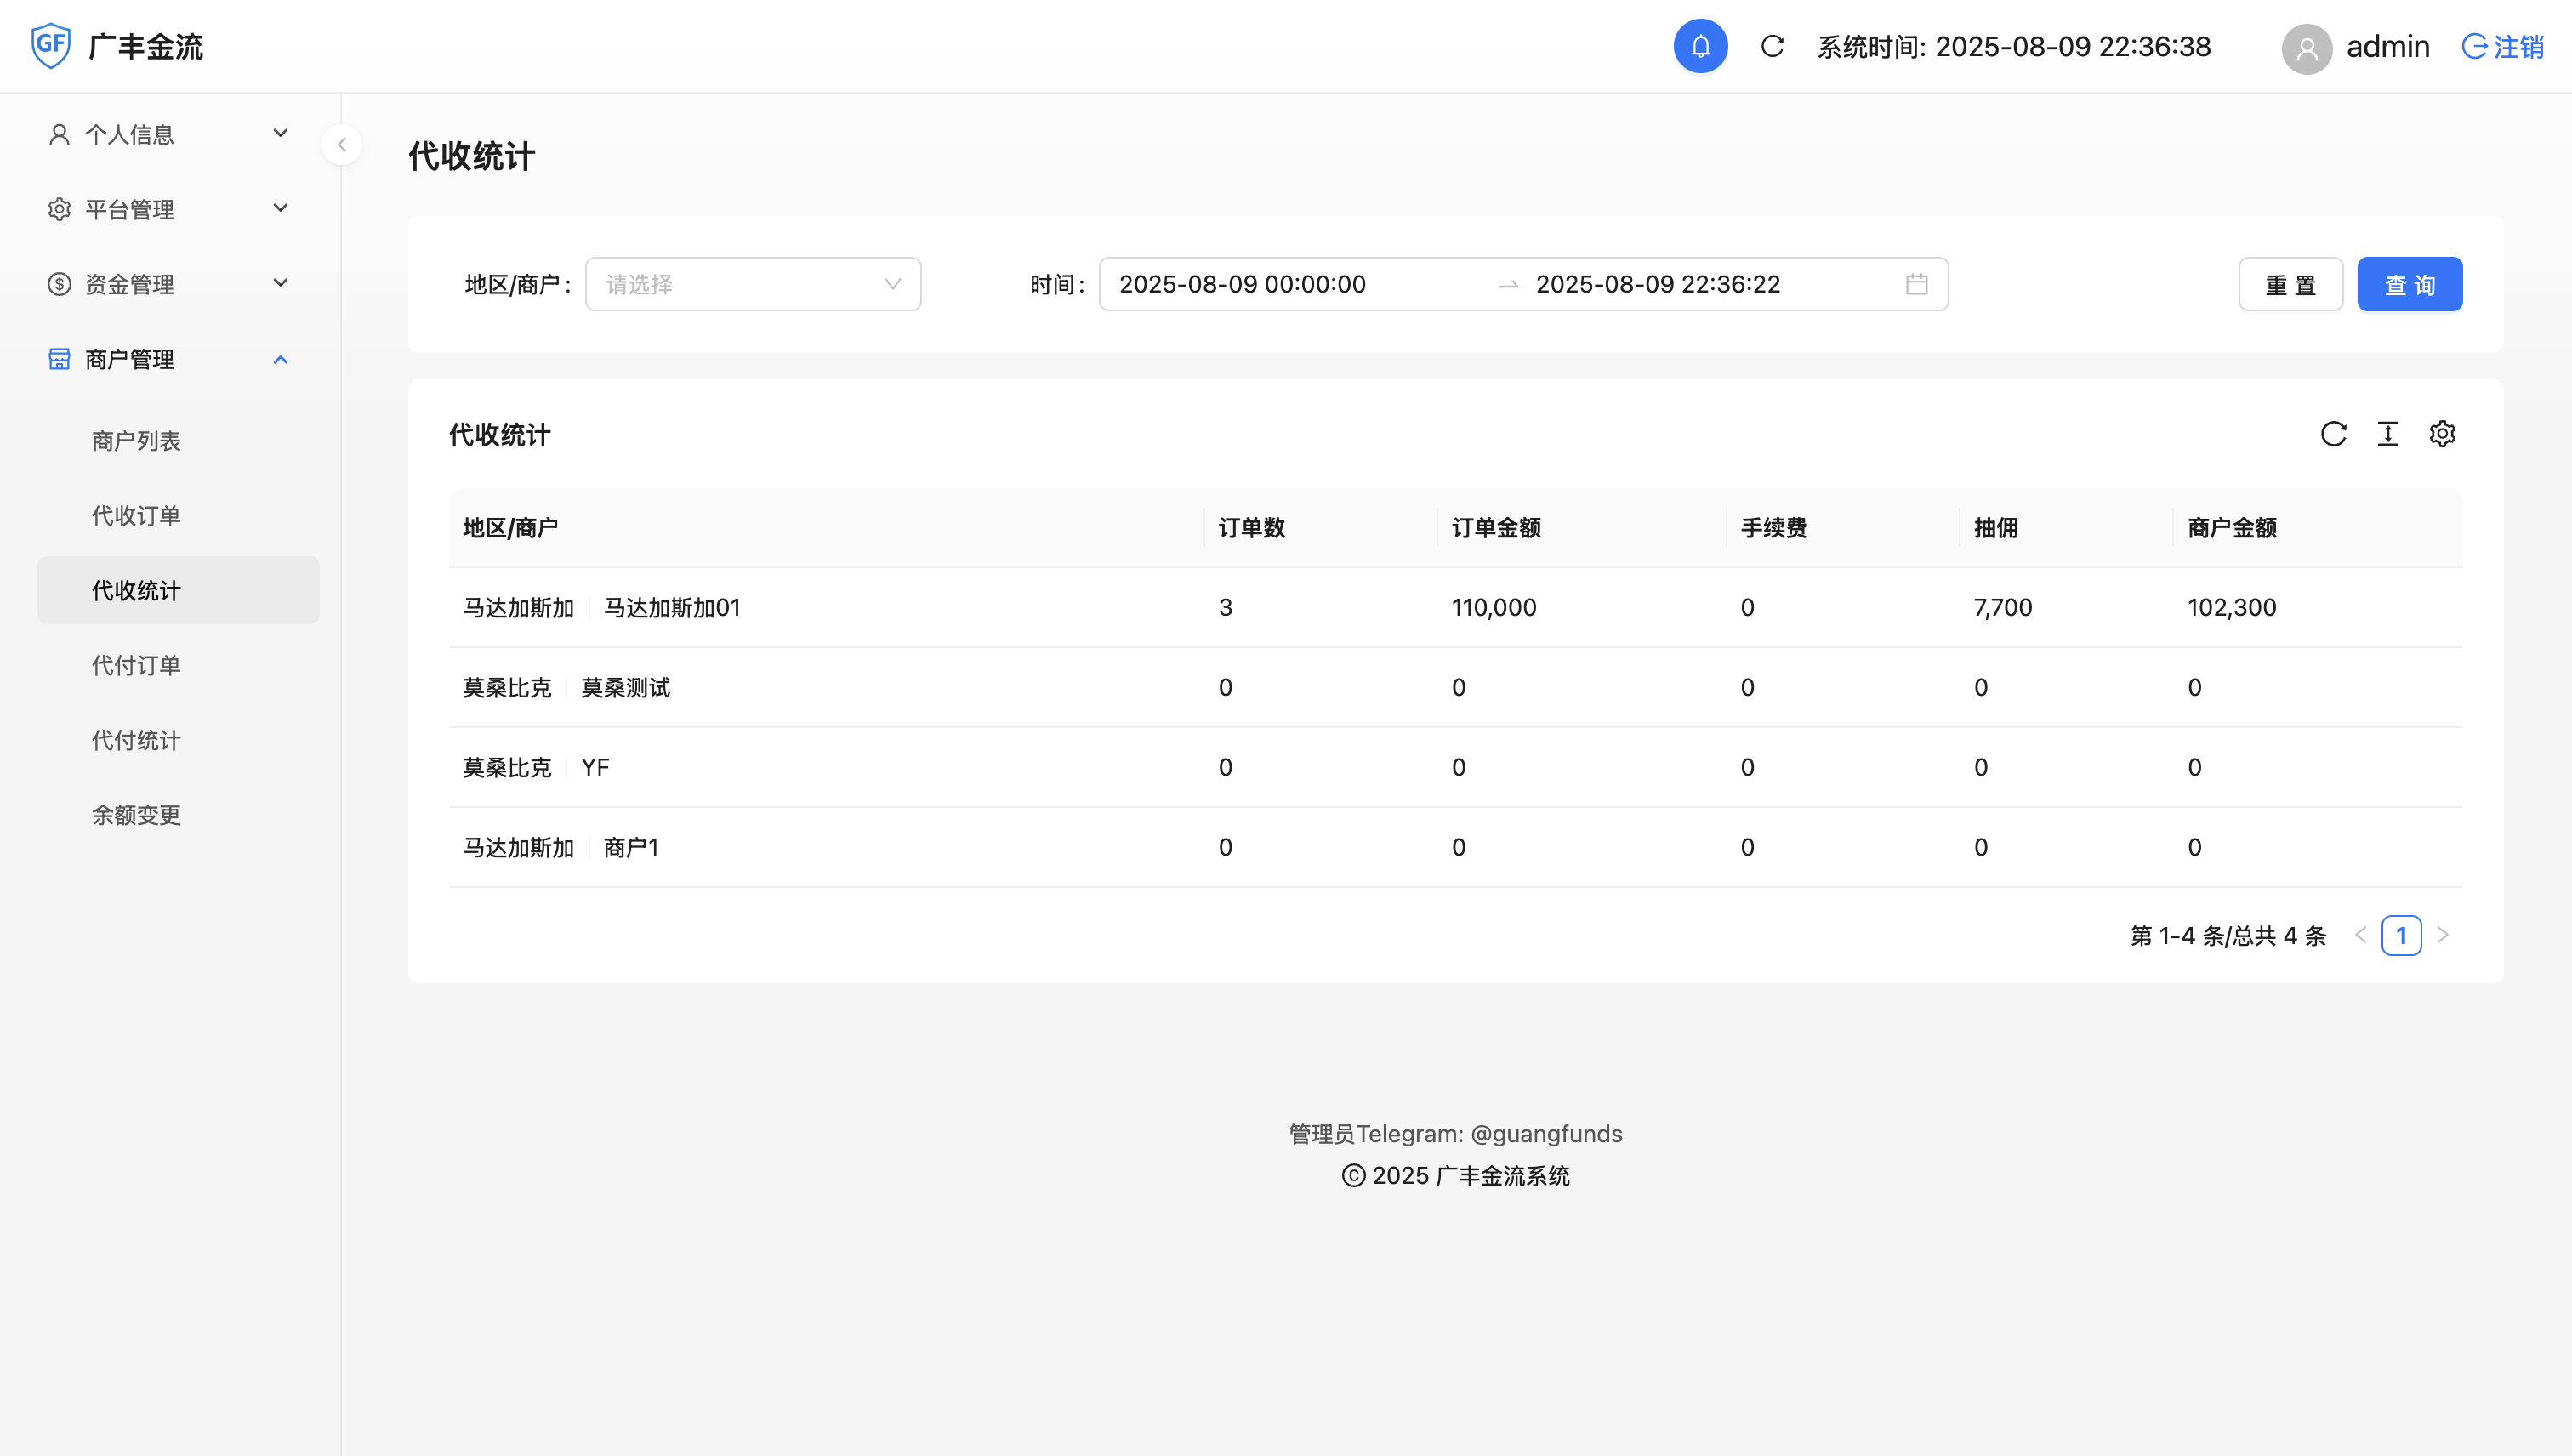 GF 广丰金流
系统时间: 2025-08-09 22:36:38
admin
注销
个人信息
平台管理
资金管理
商户管理
商户列表
代收订单
代收统计
代付订单
代付统计
余额变更
代收统计
地区/商户: 请选择
时间: 2025-08-09 00:00:00 → 2025-08-09 22:36:22
重 置
查 询
代收统计
地区/商户 订单数 订单金额 手续费 抽佣 商户金额
马达加斯加 马达加斯加01 3 110,000 0 7,700 102,300
莫桑比克 莫桑测试 0 0 0 0 0
莫桑比克 YF 0 0 0 0 0
马达加斯加 商户1 0 0 0 0 0
第 1-4 条/总共 4 条 < 1 >
管理员Telegram: @guangfunds
© 2025 广丰金流系统